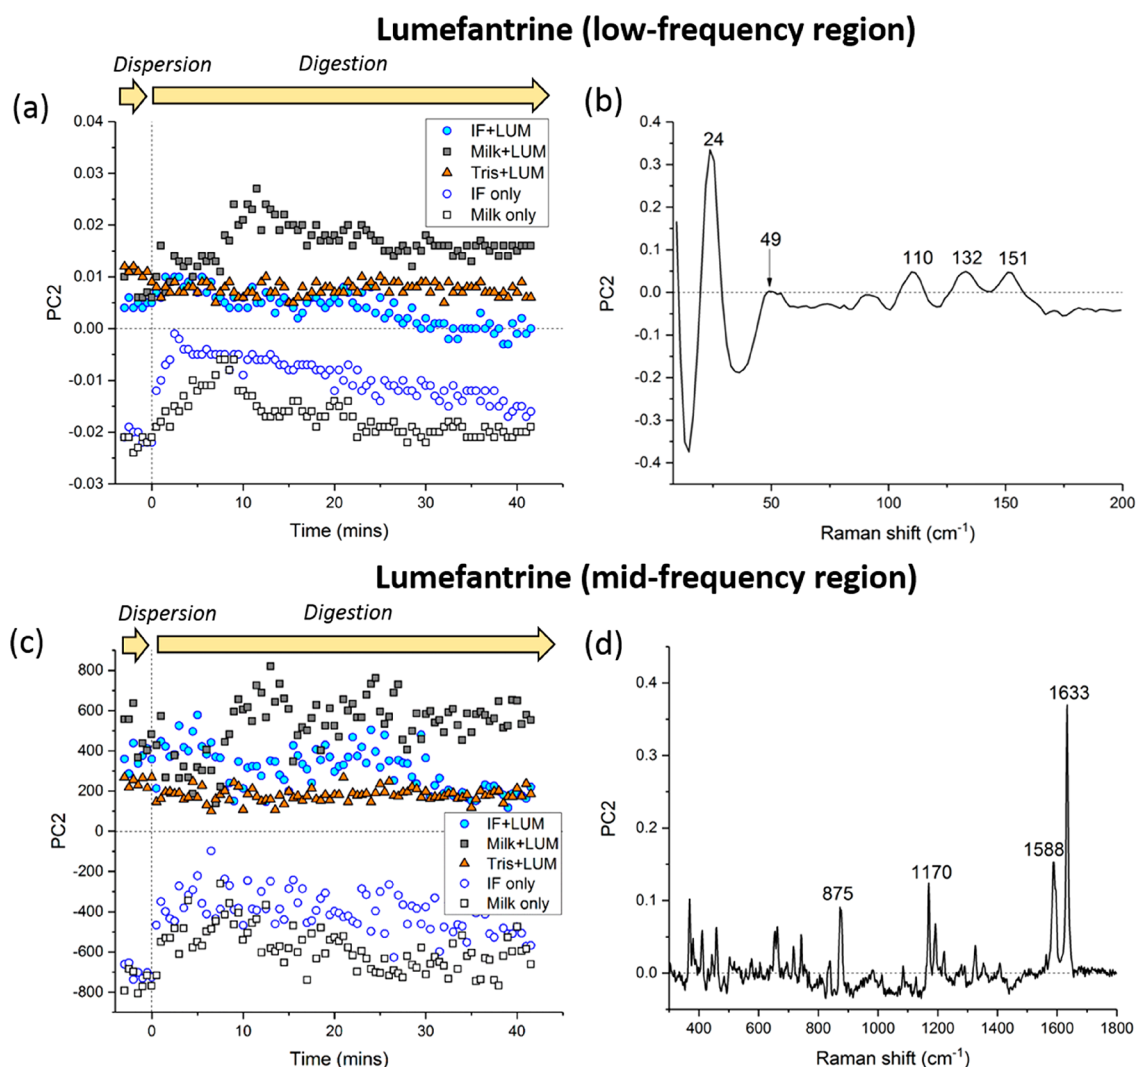 Lumefantrine (low-frequency region)
Dispersion Digestion
(a)
0.04
0.03
0.02
0.01
0.00
-0.01
-0.02
-0.03
PC2
IF+LUM
Milk+LUM
Tris+LUM
IF only
Milk only
0 10 20 30 40
Time (mins)
(b)
0.4
0.3
0.2
0.1
0.0
-0.1
-0.2
-0.3
-0.4
PC2
24
49
110 132 151
50 100 150 200
Raman shift (cm⁻¹)
Lumefantrine (mid-frequency region)
Dispersion Digestion
(c)
800
600
400
200
0
-200
-400
-600
-800
PC2
IF+LUM
Milk+LUM
Tris+LUM
IF only
Milk only
0 10 20 30 40
Time (mins)
(d)
0.4
0.3
0.2
0.1
0.0
PC2
1633
1588
1170
875
400 600 800 1000 1200 1400 1600 1800
Raman shift (cm⁻¹)